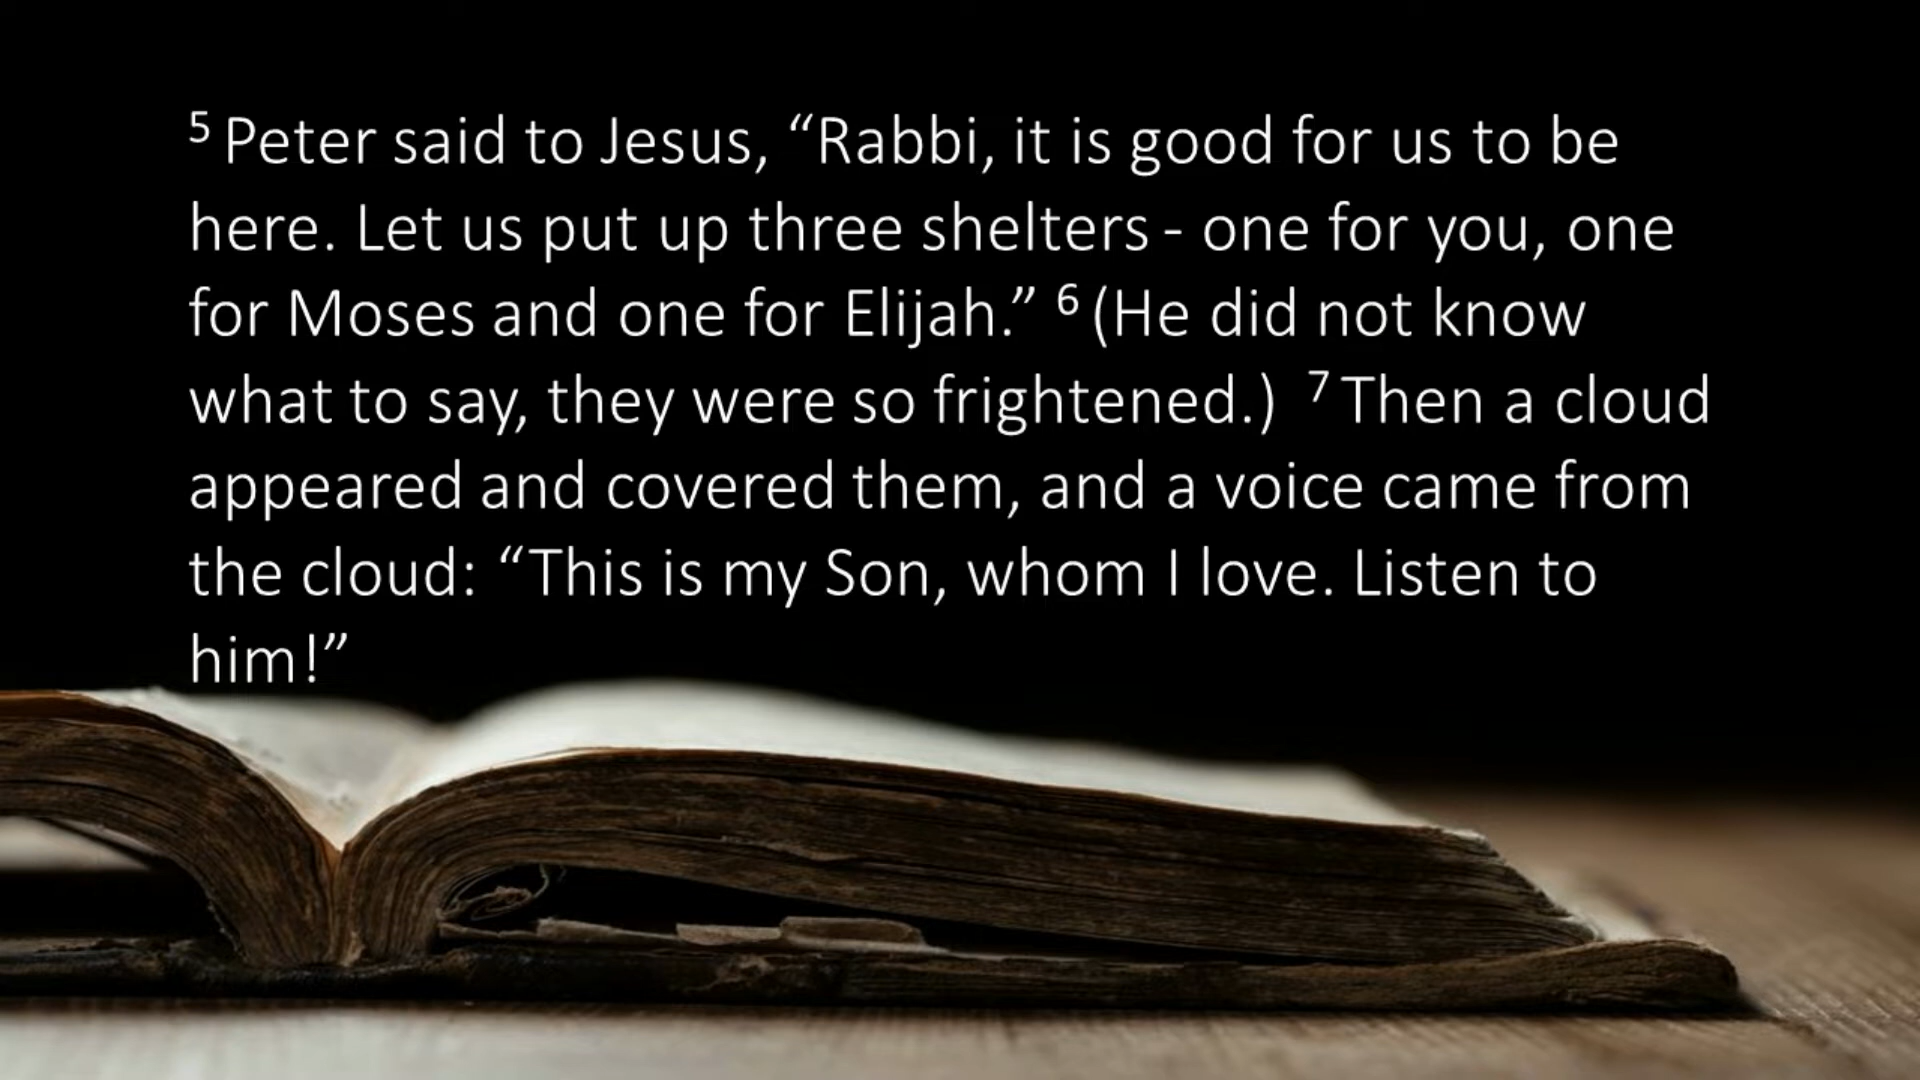 ⁵ Peter said to Jesus, “Rabbi, it is good for us to be
here. Let us put up three shelters - one for you, one
for Moses and one for Elijah.” ⁶ (He did not know
what to say, they were so frightened.) ⁷ Then a cloud
appeared and covered them, and a voice came from
the cloud: “This is my Son, whom I love. Listen to
him!”